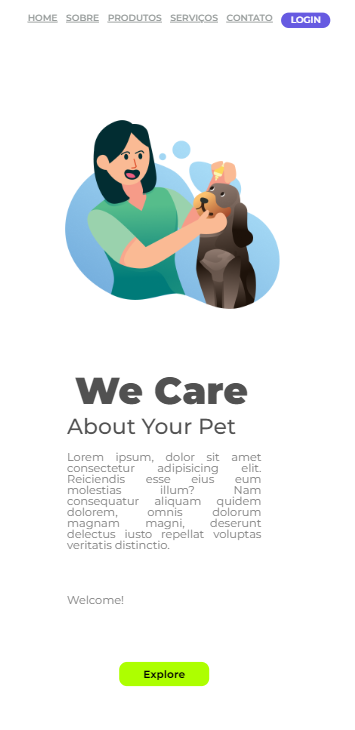 HOME SOBRE PRODUTOS SERVIÇOS CONTATO LOGIN
We Care
About Your Pet
Lorem ipsum, dolor sit amet
consectetur adipisicing elit.
Reiciendis esse eius eum
molestias illum? Nam
consequatur aliquam quidem
dolorem, omnis dolorum
magnam magni, deserunt
delectus iusto repellat voluptas
veritatis distinctio.
Welcome!
Explore